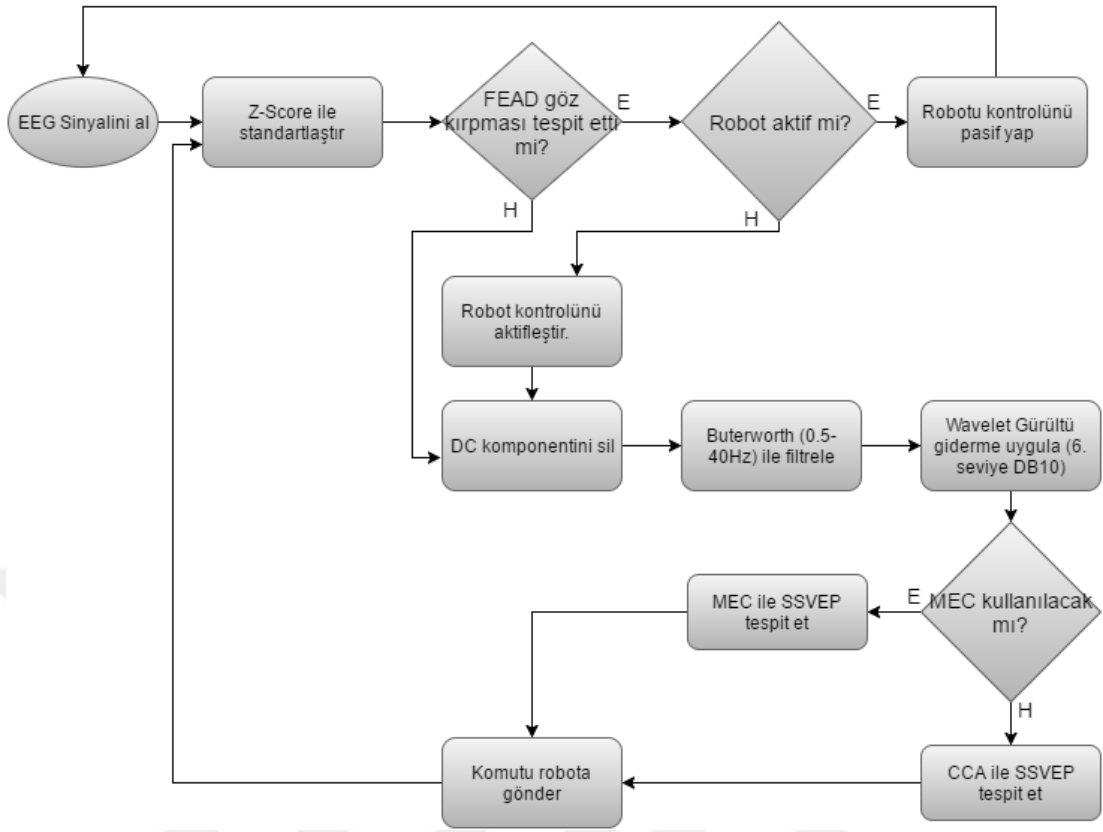 EEG Sinyalini al
Z-Score ile
standartlaştır
FEAD göz
kırpması tespit etti
mi?
E
Robot aktif mi?
E
Robotu kontrolünü
pasif yap
H
H
Robot kontrolünü
aktifleştir.
DC komponentini sil
Buterworth (0.5-
40Hz) ile filtrele
Wavelet Gürültü
giderme uygula (6.
seviye DB10)
MEC kullanılacak
mı?
E
MEC ile SSVEP
tespit et
H
CCA ile SSVEP
tespit et
Komutu robota
gönder